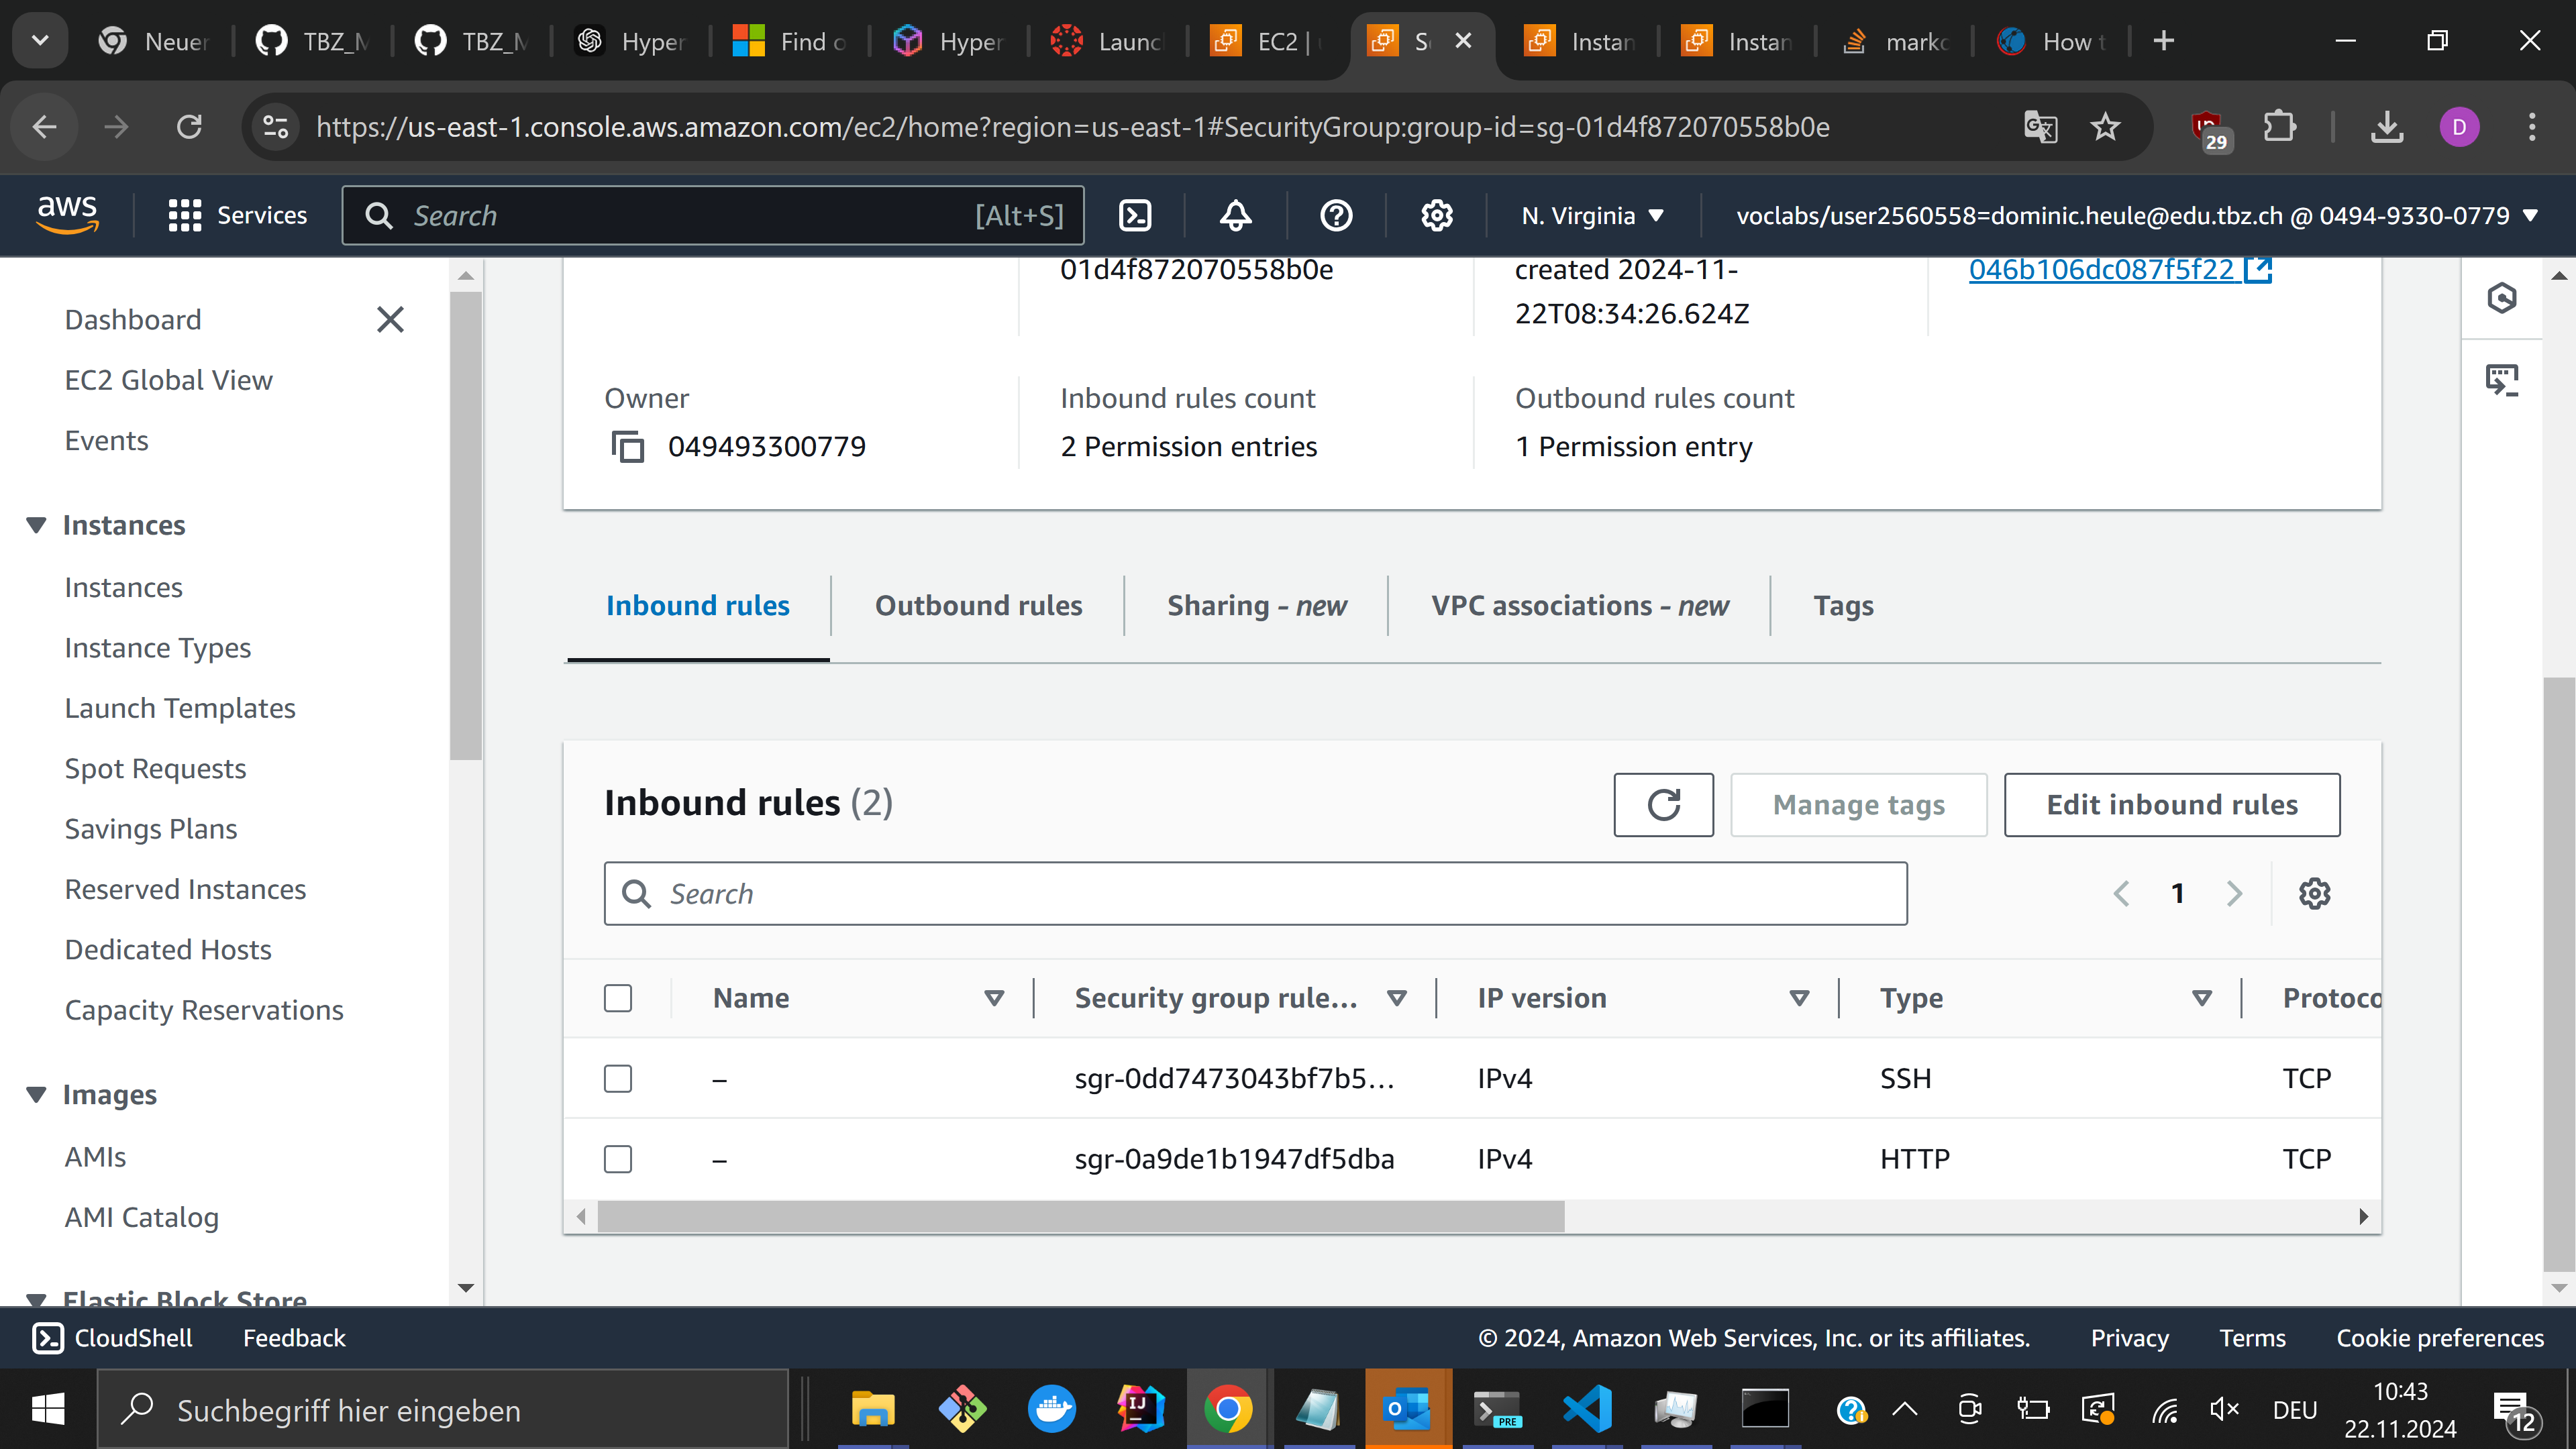 Neuer
TBZ_M
TBZ_M
Hyper
Find o
Hyper
Launc
EC2 | u
Se
Instan
Instan
markd
How t
https://us-east-1.console.aws.amazon.com/ec2/home?region=us-east-1#SecurityGroup:group-id=sg-01d4f872070558b0e
29
D
aws
Services
Search
[Alt+S]
N. Virginia
voclabs/user2560558=dominic.heule@edu.tbz.ch @ 0494-9330-0779
Dashboard
EC2 Global View
Events
Instances
Instances
Instance Types
Launch Templates
Spot Requests
Savings Plans
Reserved Instances
Dedicated Hosts
Capacity Reservations
Images
AMIs
AMI Catalog
Elastic Block Store
01d4f872070558b0e
created 2024-11-
22T08:34:26.624Z
046b106dc087f5f22
Owner
049493300779
Inbound rules count
2 Permission entries
Outbound rules count
1 Permission entry
Inbound rules
Outbound rules
Sharing - new
VPC associations - new
Tags
Inbound rules (2)
Manage tags
Edit inbound rules
Search
1
Name
Security group rule...
IP version
Type
Protoco
–
sgr-0dd7473043bf7b5...
IPv4
SSH
TCP
–
sgr-0a9de1b1947df5dba
IPv4
HTTP
TCP
CloudShell
Feedback
© 2024, Amazon Web Services, Inc. or its affiliates.
Privacy
Terms
Cookie preferences
Suchbegriff hier eingeben
IJ
PRE
DEU
10:43
22.11.2024
12